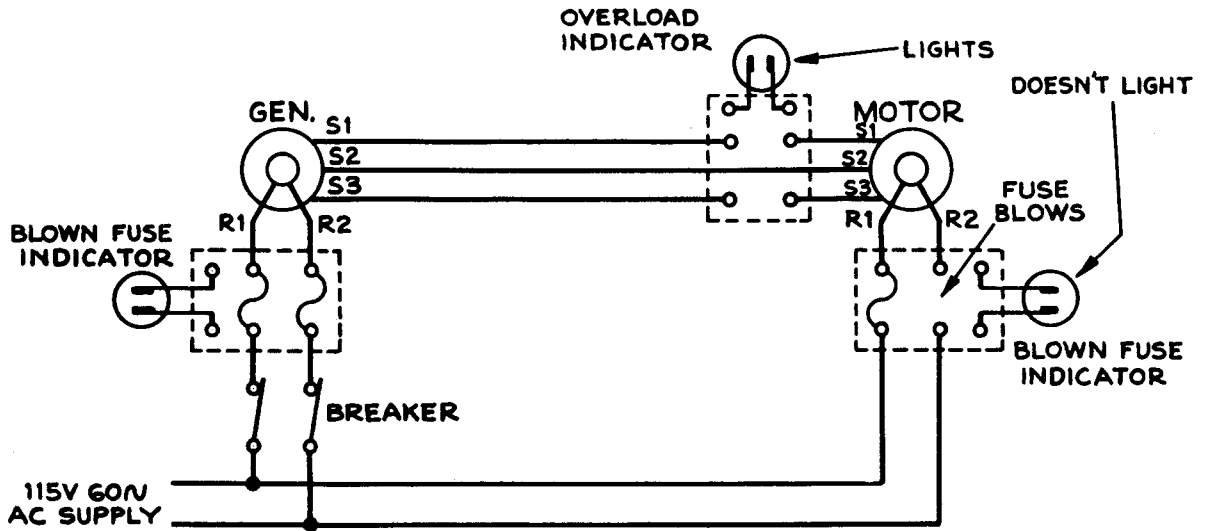 OVERLOAD
INDICATOR
LIGHTS
DOESN'T LIGHT
GEN.
MOTOR
S1
S1
S2
S2
S3
S3
FUSE
BLOWS
R1
R2
R1
R2
BLOWN FUSE
INDICATOR
BLOWN FUSE
INDICATOR
BREAKER
115V 60~
AC SUPPLY